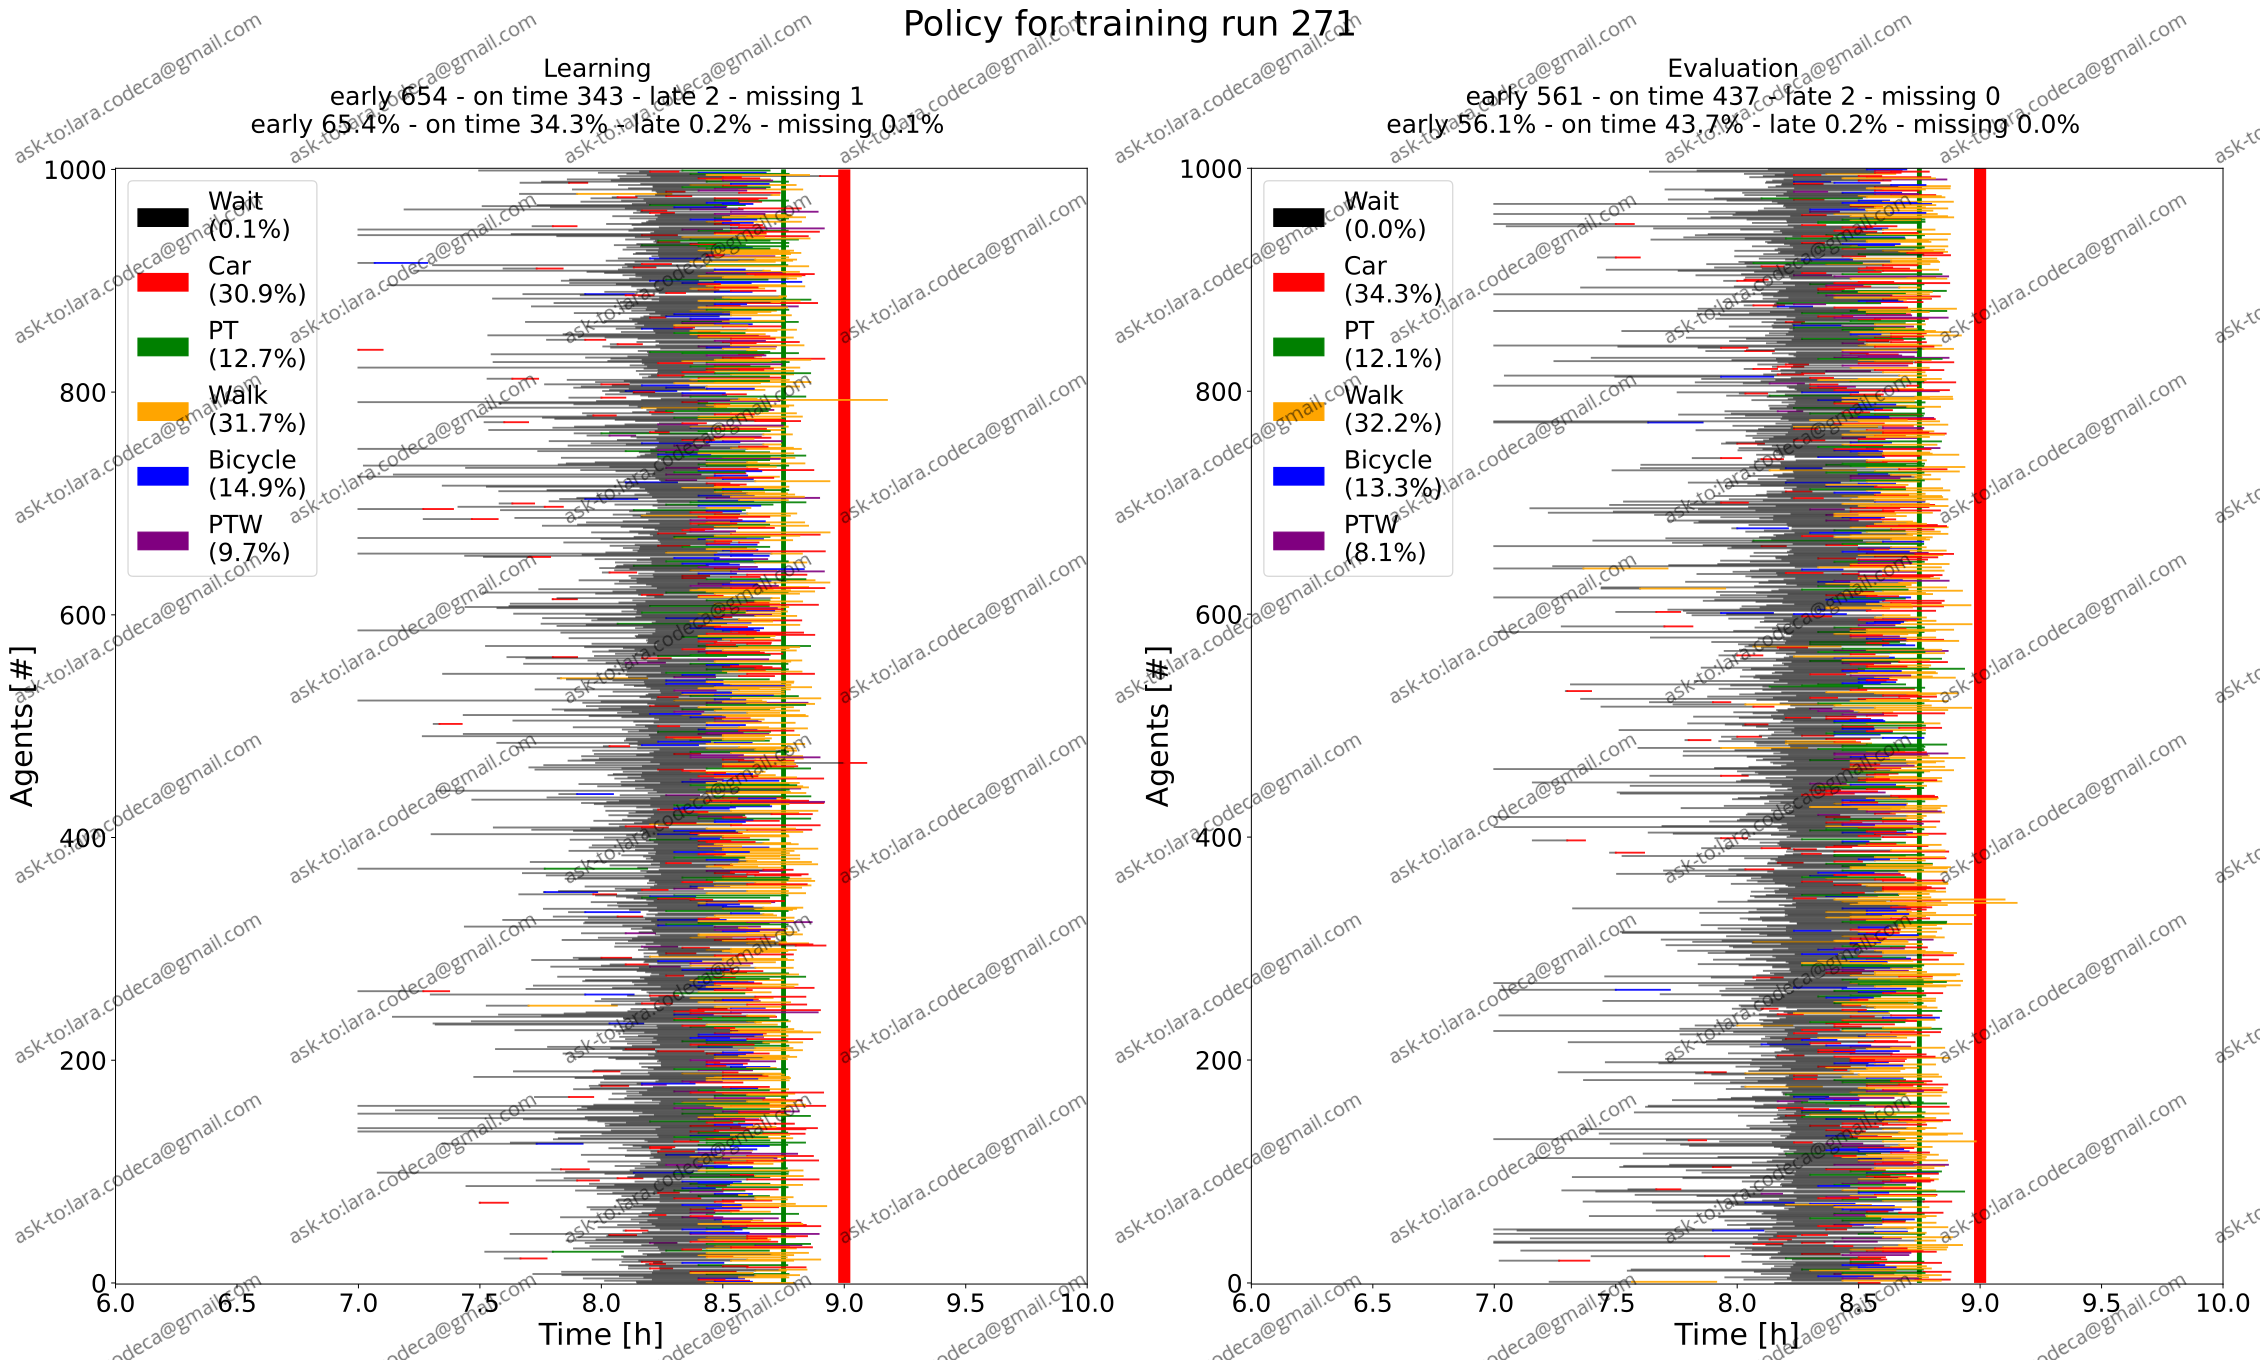 Policy for training run 271
Learning
early 654 - on time 343 - late 2 - missing 1
early 65.4% - on time 34.3% - late 0.2% - missing 0.1%
Evaluation
early 561 - on time 437 - late 2 - missing 0
early 56.1% - on time 43.7% - late 0.2% - missing 0.0%
Wait
(0.1%)
Car
(30.9%)
PT
(12.7%)
Walk
(31.7%)
Bicycle
(14.9%)
PTW
(9.7%)
1000
800
600
400
200
0
Agents [#]
6.0 6.5 7.0 7.5 8.0 8.5 9.0 9.5 10.0
Time [h]
Wait
(0.0%)
Car
(34.3%)
PT
(12.1%)
Walk
(32.2%)
Bicycle
(13.3%)
PTW
(8.1%)
1000
800
600
400
200
0
Agents [#]
6.0 6.5 7.0 7.5 8.0 8.5 9.0 9.5 10.0
Time [h]
ask-to:lara.codeca@gmail.com